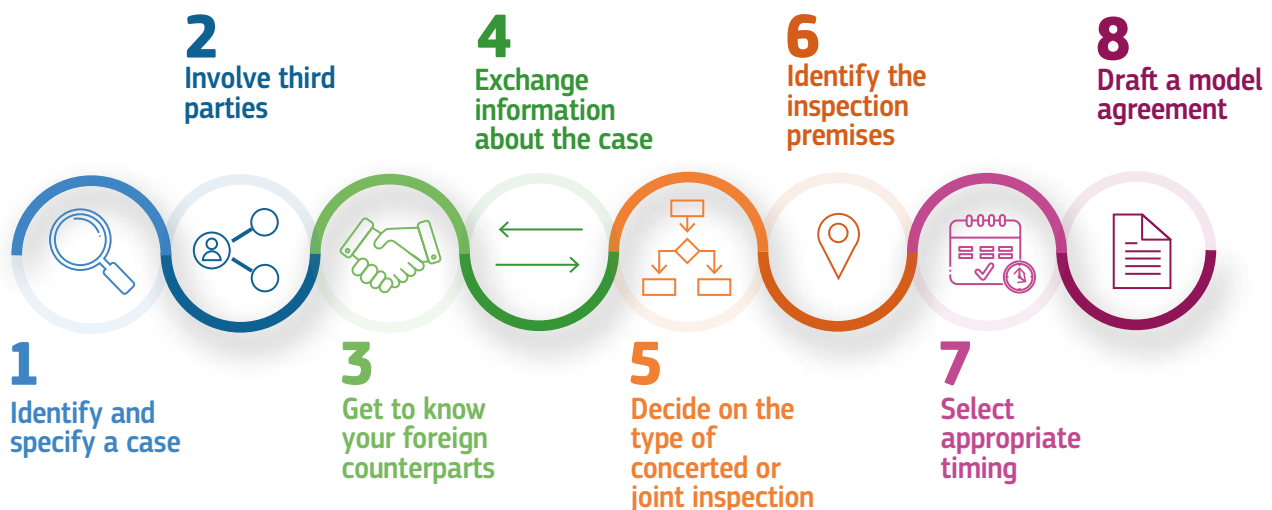 1
Identify and
specify a case
2
Involve third
parties
3
Get to know
your foreign
counterparts
4
Exchange
information
about the case
5
Decide on the
type of
concerted or
joint inspection
6
Identify the
inspection
premises
7
Select
appropriate
timing
8
Draft a model
agreement